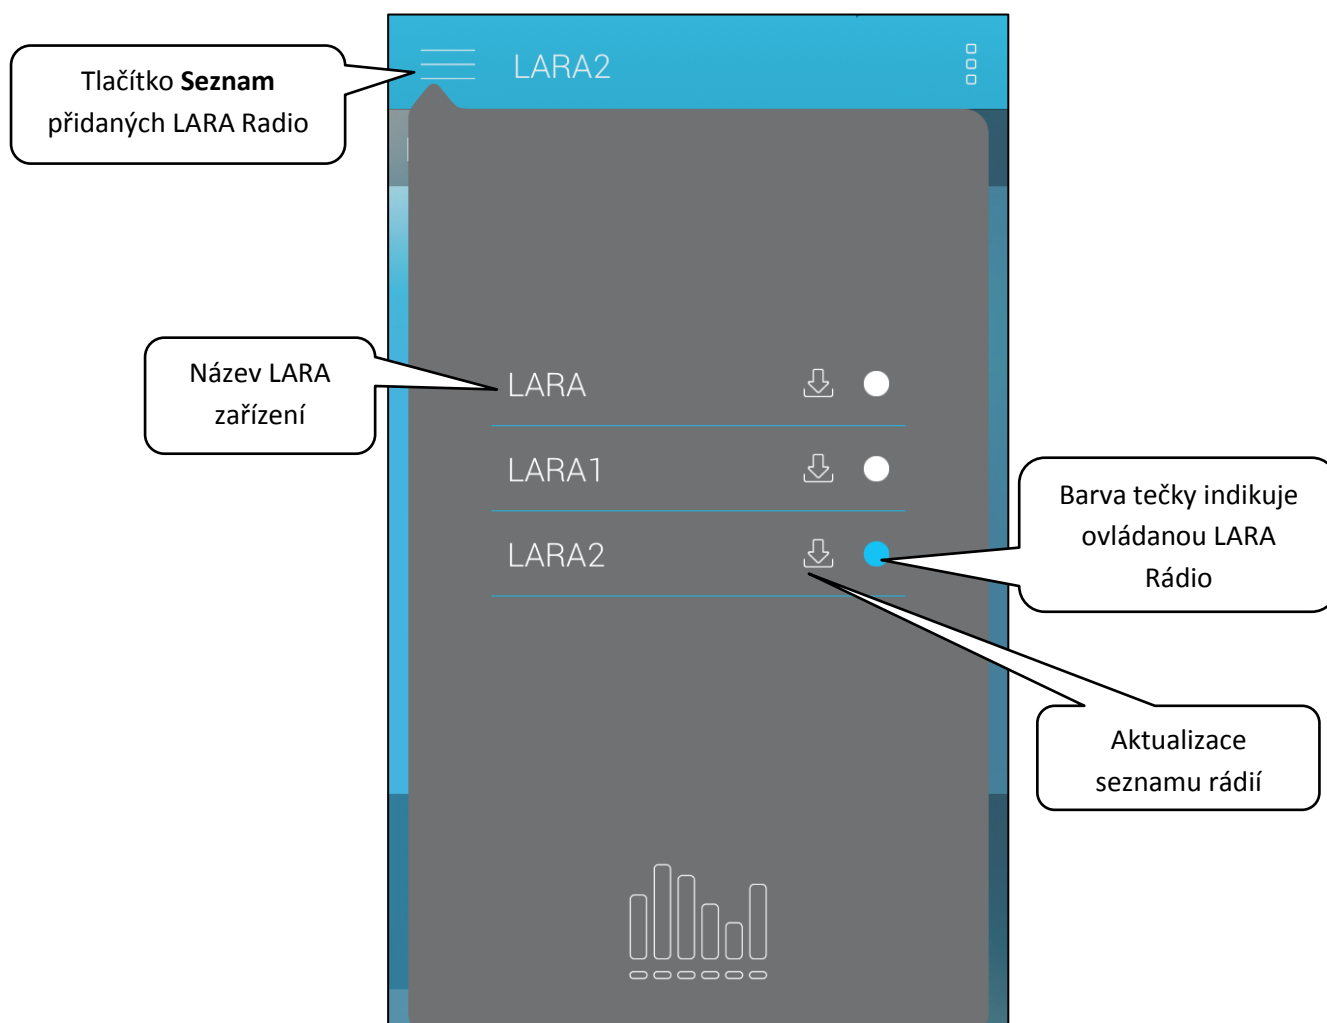 LARA2
Tlačítko Seznam
přidaných LARA Radio
Název LARA
zařízení
LARA
LARA1
LARA2
Barva tečky indikuje
ovládanou LARA
Rádio
Aktualizace
seznamu rádií